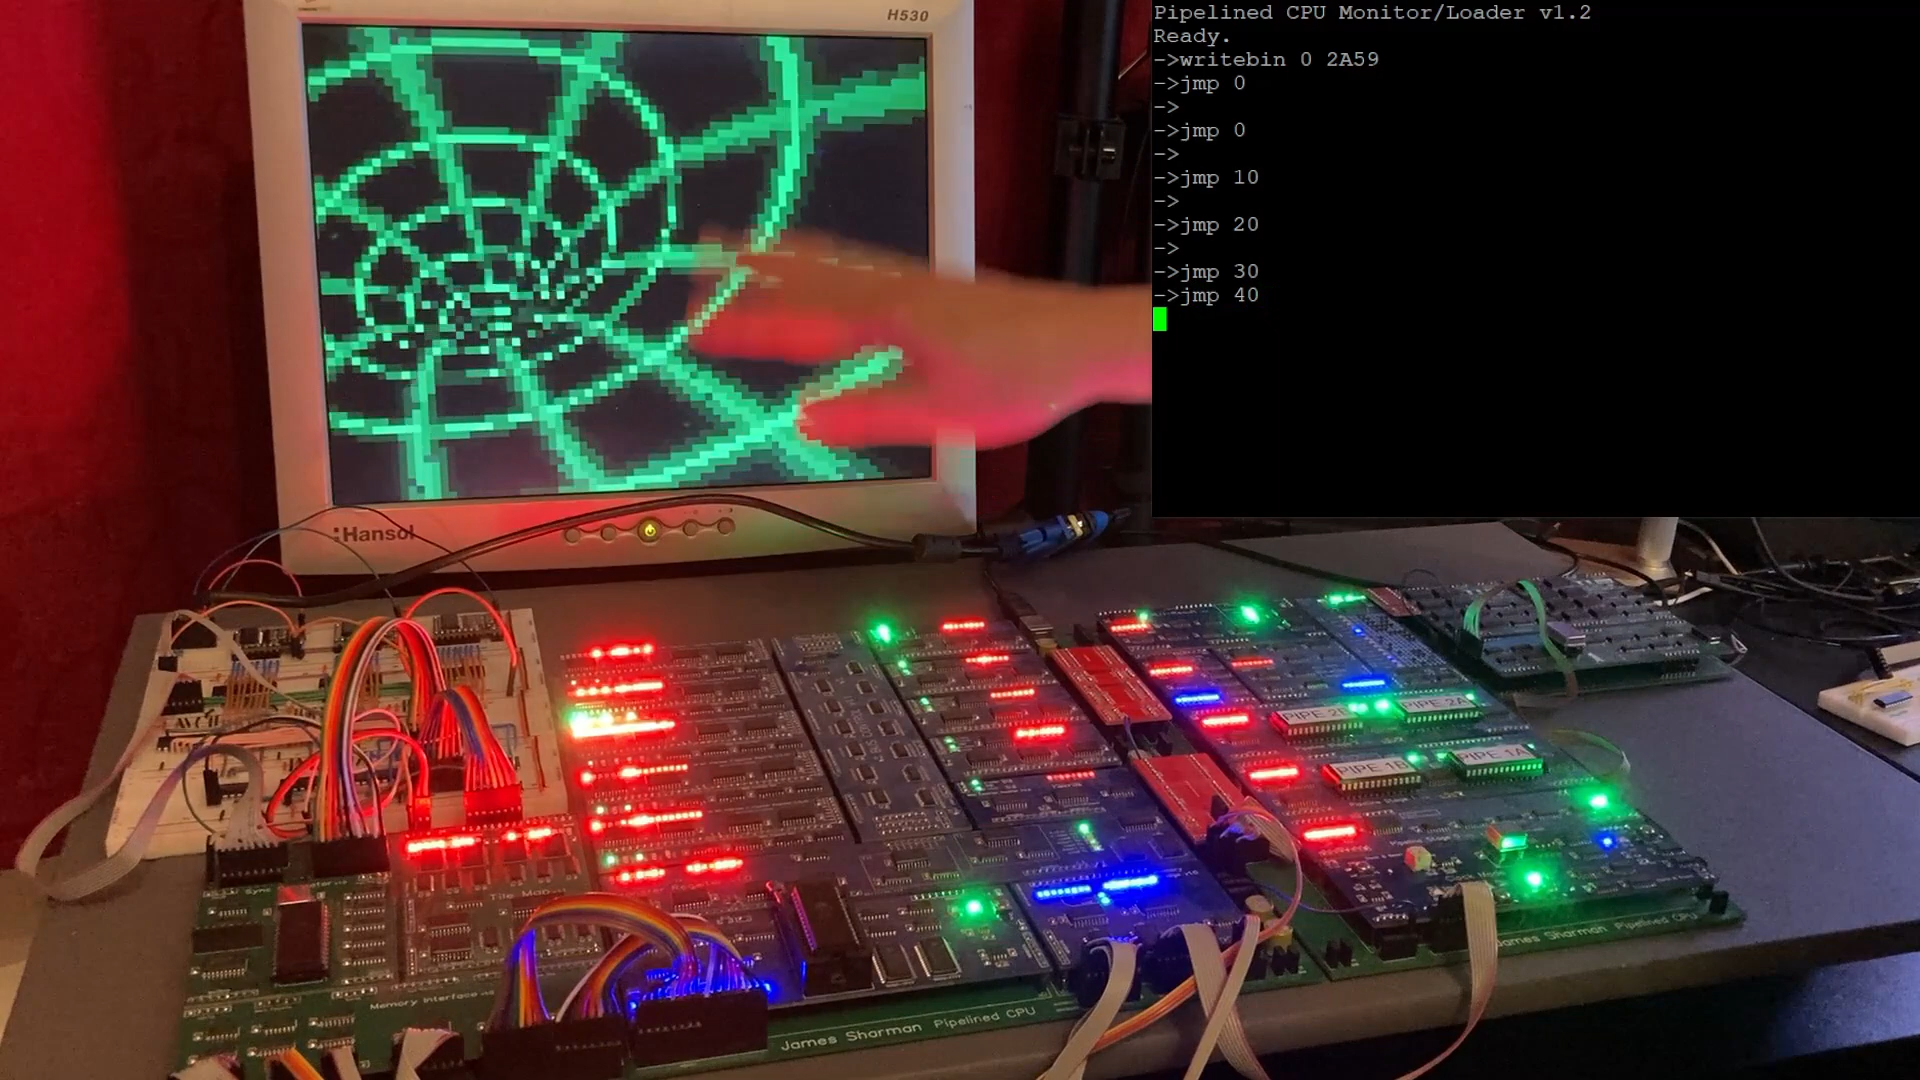 H530
Pipelined CPU Monitor/Loader v1.2
Ready.
->writebin 0 2A59
->jmp 0
->
->jmp 0
->
->jmp 10
->
->jmp 20
->
->jmp 30
->jmp 40
Hansol
PIPE 2A
PIPE 1B
PIPE 1A
Tile Map
Memory Interface
James Sharman Pipelined CPU
James Sharman Pipelined CPU